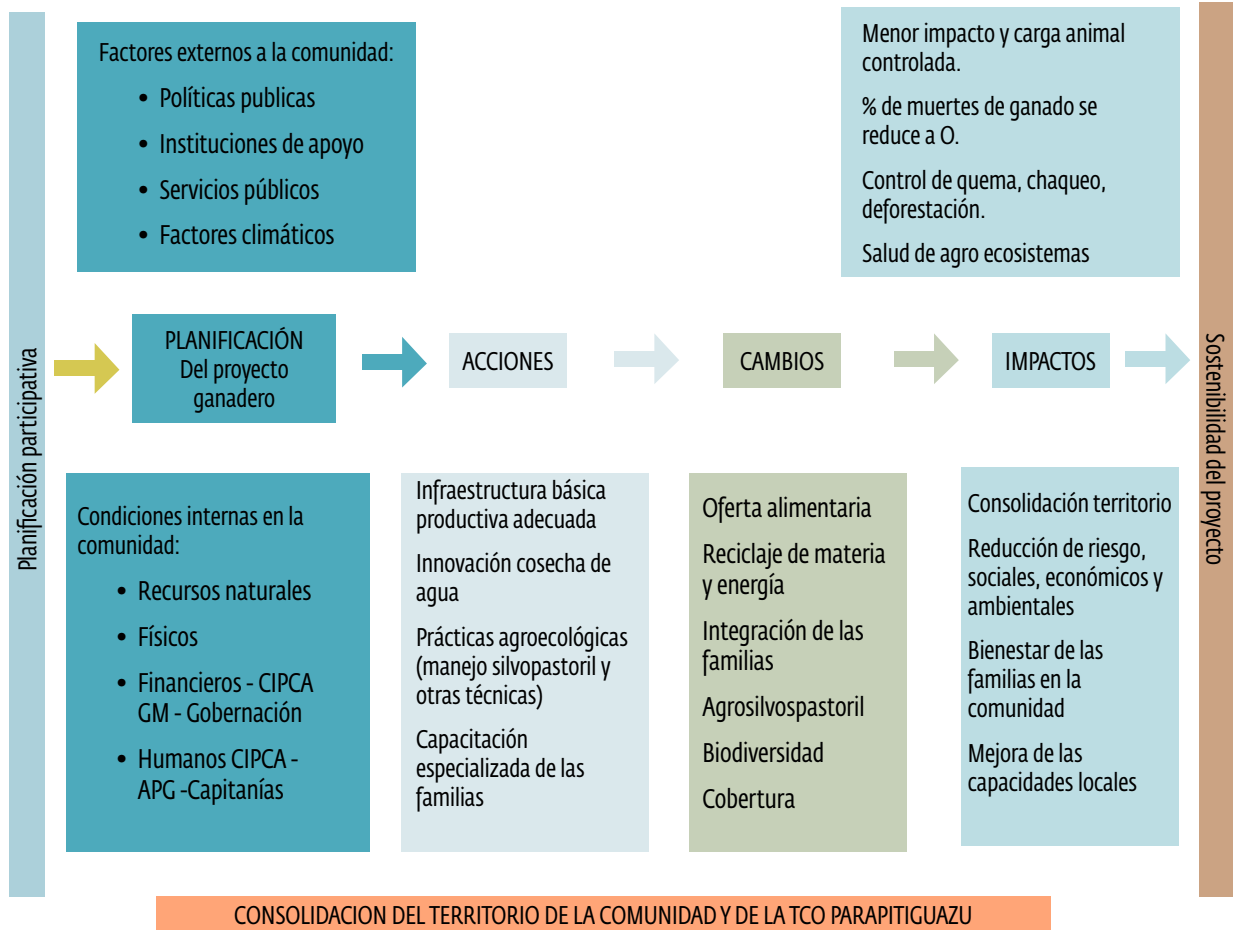 Planificación participativa
Factores externos a la comunidad:
• Políticas publicas
• Instituciones de apoyo
• Servicios públicos
• Factores climáticos
Menor impacto y carga animal
controlada.
% de muertes de ganado se
reduce a O.
Control de quema, chaqueo,
deforestación.
Salud de agro ecosistemas
PLANIFICACIÓN
Del proyecto
ganadero
ACCIONES
CAMBIOS
IMPACTOS
Condiciones internas en la
comunidad:
• Recursos naturales
• Físicos
• Financieros - CIPCA
GM - Gobernación
• Humanos CIPCA -
APG -Capitanías
Infraestructura básica
productiva adecuada
Innovación cosecha de
agua
Prácticas agroecológicas
(manejo silvopastoril y
otras técnicas)
Capacitación
especializada de las
familias
Oferta alimentaria
Reciclaje de materia
y energía
Integración de las
familias
Agrosilvospastoril
Biodiversidad
Cobertura
Consolidación territorio
Reducción de riesgo,
sociales, económicos y
ambientales
Bienestar de las
familias en la
comunidad
Mejora de las
capacidades locales
Sostenibilidad del proyecto
CONSOLIDACION DEL TERRITORIO DE LA COMUNIDAD Y DE LA TCO PARAPITIGUAZU